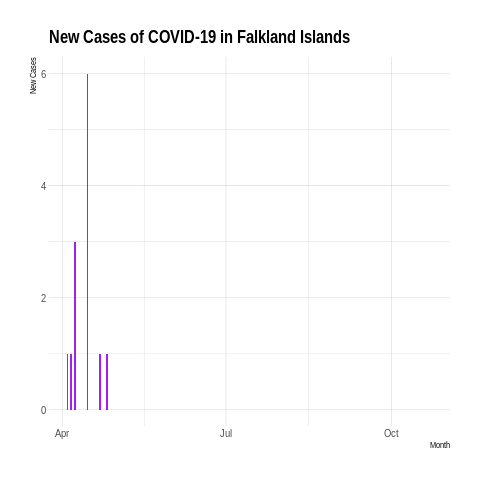 New Cases of COVID-19 in Falkland Islands
New Cases
6
4
2
0
Apr
Jul
Oct
Month